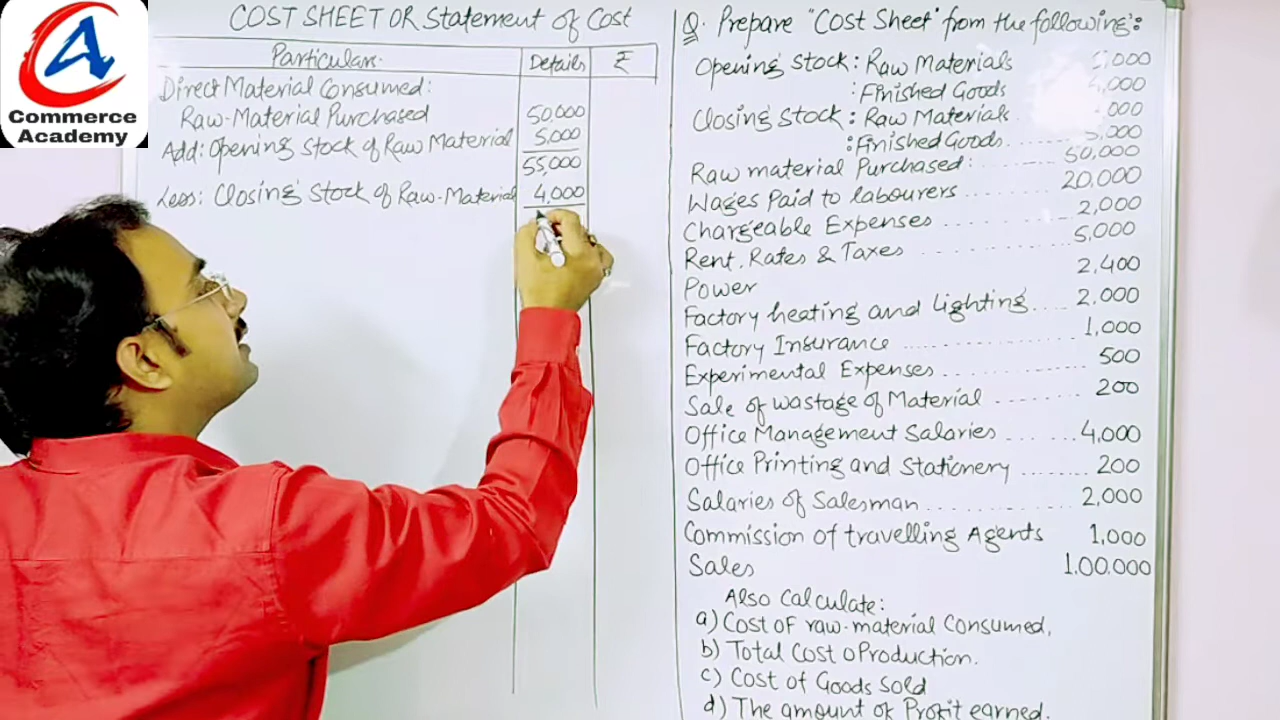 Commerce
Academy
COST SHEET OR Statement of Cost
Particulars. Details ₹
Direct Material Consumed:
Raw-Material Purchased 50,000
Add: Opening Stock of Raw Material 5,000
55,000
Less: Closing Stock of Raw-Material 4,000
Q. Prepare "Cost Sheet" from the following:
Opening Stock: Raw Materials 5,000
: Finished Goods 4,000
Closing Stock: Raw Materials. ,000
: Finished Goods. ...... 5,000
Raw material Purchased: 50,000
Wages Paid to labourers ........ 20,000
Chargeable Expenses ........ 2,000
Rent, Rates & Taxes ........ 5,000
Power 2,400
Factory heating and Lighting.... 2,000
Factory Insurance ........ 1,000
Experimental Expenses ........ 500
Sale of wastage of Material ........ 200
Office Management Salaries ...... 4,000
Office Printing and Stationery ...... 200
Salaries of Salesman ........ 2,000
Commission of travelling Agents 1,000
Sales 1,00,000
Also Calculate:
a) Cost of raw-material Consumed,
b) Total Cost oProduction.
c) Cost of Goods Sold
d) The amount of Profit earned.